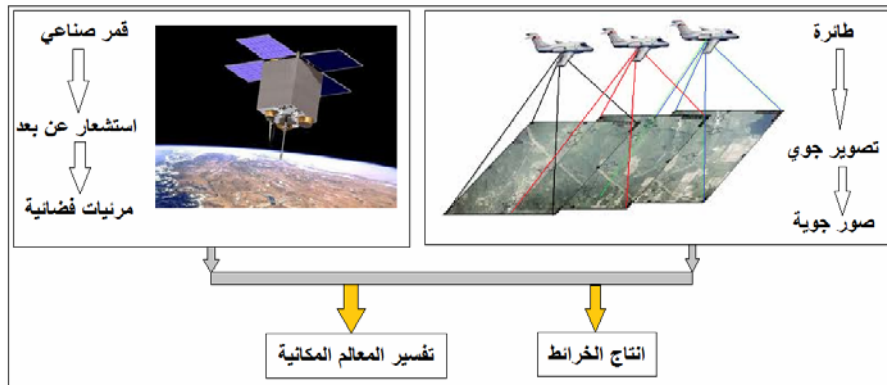 طائرة
تصوير جوي
صور جوية
قمر صناعي
استشعار عن بعد
مرئيات فضائية
انتاج الخرائط
تفسير المعالم المكانية